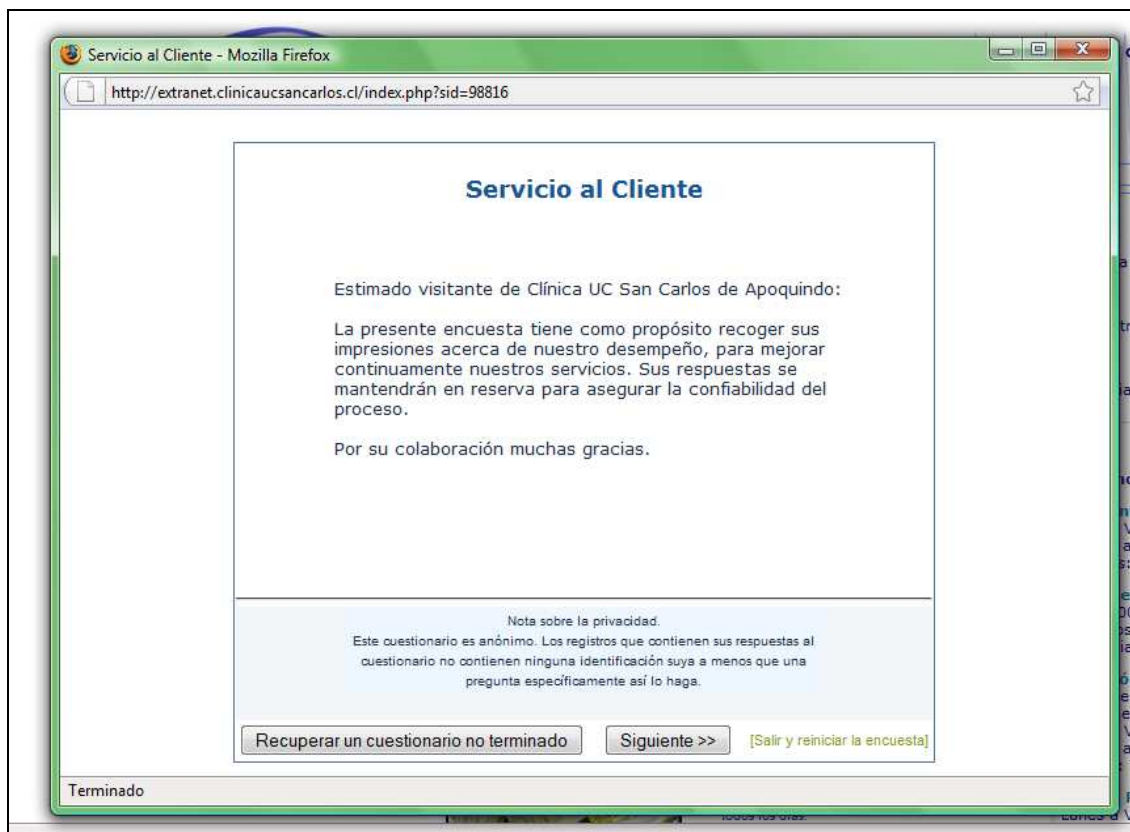 Servicio al Cliente - Mozilla Firefox
http://extranet.clinicaucsancarlos.cl/index.php?sid=98816
Servicio al Cliente
Estimado visitante de Clínica UC San Carlos de Apoquindo:
La presente encuesta tiene como propósito recoger sus
impresiones acerca de nuestro desempeño, para mejorar
continuamente nuestros servicios. Sus respuestas se
mantendrán en reserva para asegurar la confiabilidad del
proceso.
Por su colaboración muchas gracias.
Nota sobre la privacidad.
Este cuestionario es anónimo. Los registros que contienen sus respuestas al
cuestionario no contienen ninguna identificación suya a menos que una
pregunta específicamente así lo haga.
Recuperar un cuestionario no terminado
Siguiente >>
[Salir y reiniciar la encuesta]
Terminado